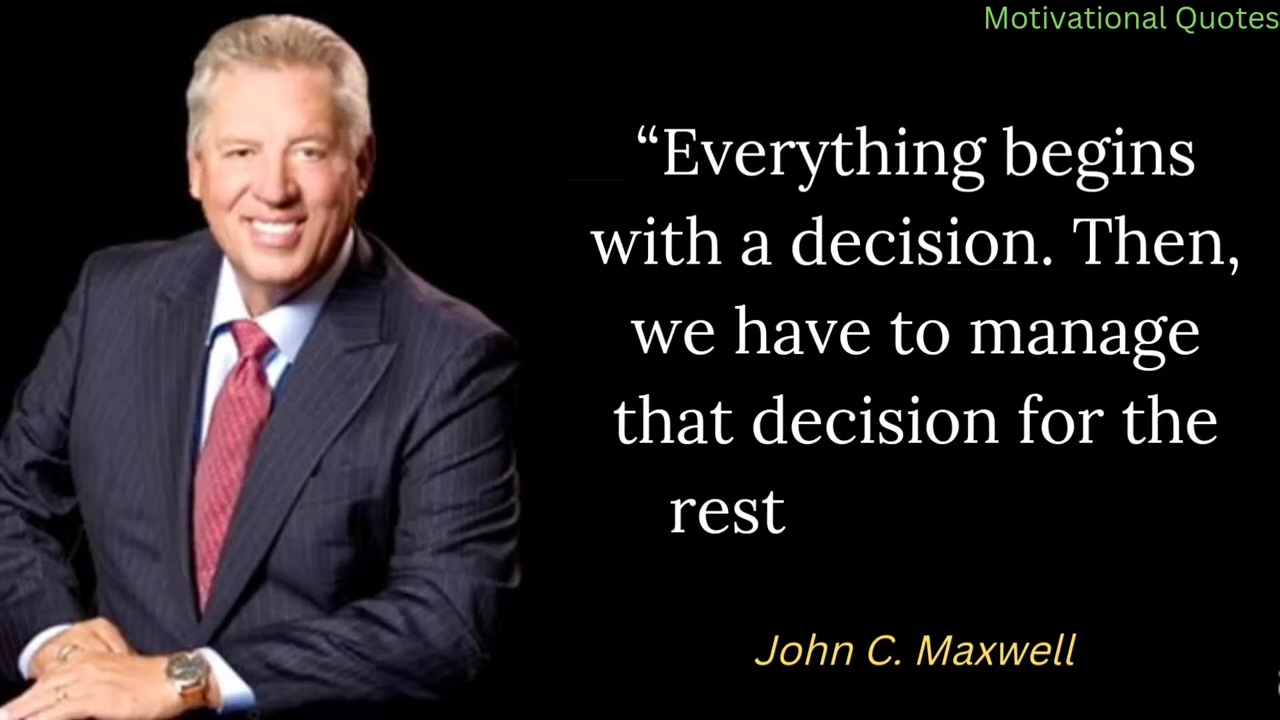 Motivational Quotes
“Everything begins
with a decision. Then,
we have to manage
that decision for the
rest
John C. Maxwell